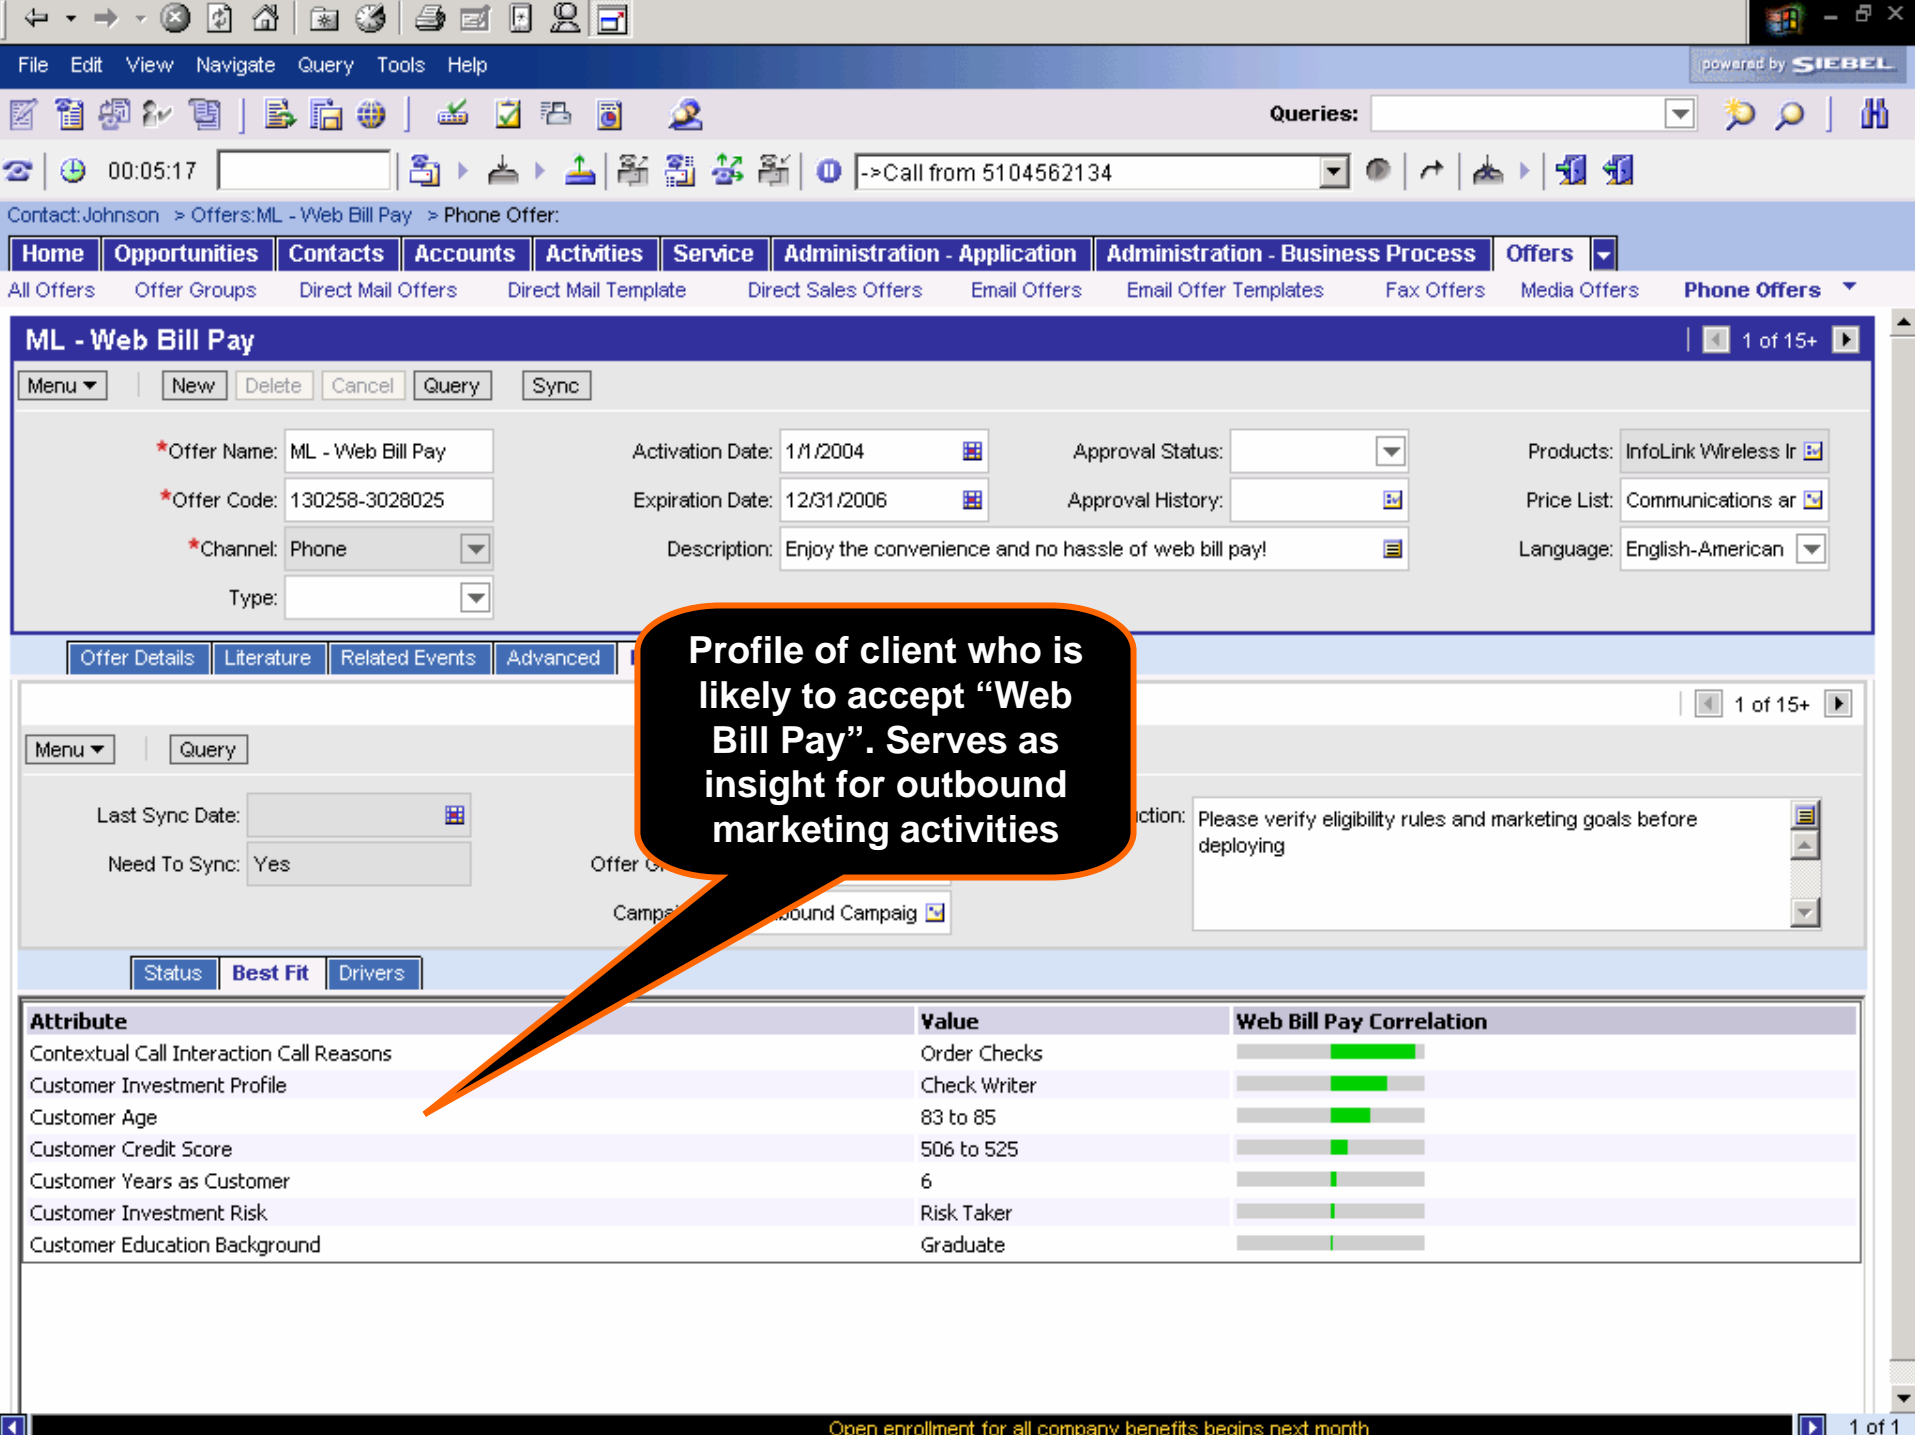 File Edit View Navigate Query Tools Help
powered by SIEBEL
Queries:
00:05:17 ->Call from 5104562134
Contact:Johnson > Offers:ML - Web Bill Pay > Phone Offer:
Home Opportunities Contacts Accounts Activities Service Administration - Application Administration - Business Process Offers
All Offers Offer Groups Direct Mail Offers Direct Mail Template Direct Sales Offers Email Offers Email Offer Templates Fax Offers Media Offers Phone Offers
ML - Web Bill Pay 1 of 15+
Menu New Delete Cancel Query Sync
*Offer Name: ML - Web Bill Pay Activation Date: 1/1/2004 Approval Status: Products: InfoLink Wireless Ir
*Offer Code: 130258-3028025 Expiration Date: 12/31/2006 Approval History: Price List: Communications ar
*Channel: Phone Description: Enjoy the convenience and no hassle of web bill pay! Language: English-American
Type:
Offer Details Literature Related Events Advanced
Profile of client who is
likely to accept “Web
Bill Pay”. Serves as
insight for outbound
marketing activities
1 of 15+
Menu Query
Last Sync Date: ction: Please verify eligibility rules and marketing goals before
deploying
Need To Sync: Yes Offer G
Campa bound Campaig
Status Best Fit Drivers
Attribute Value Web Bill Pay Correlation
Contextual Call Interaction Call Reasons Order Checks
Customer Investment Profile Check Writer
Customer Age 83 to 85
Customer Credit Score 506 to 525
Customer Years as Customer 6
Customer Investment Risk Risk Taker
Customer Education Background Graduate
Open enrollment for all company benefits begins next month 1 of 1